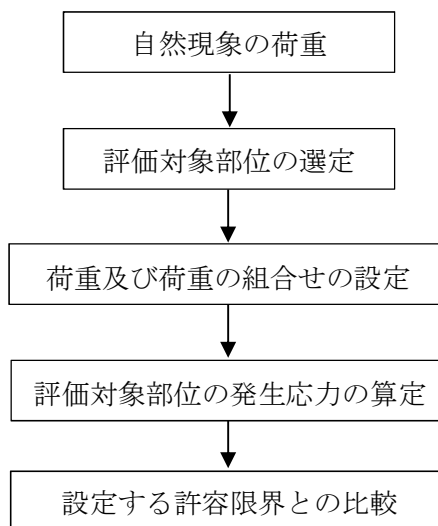 自然現象の荷重
評価対象部位の選定
荷重及び荷重の組合せの設定
評価対象部位の発生応力の算定
設定する許容限界との比較